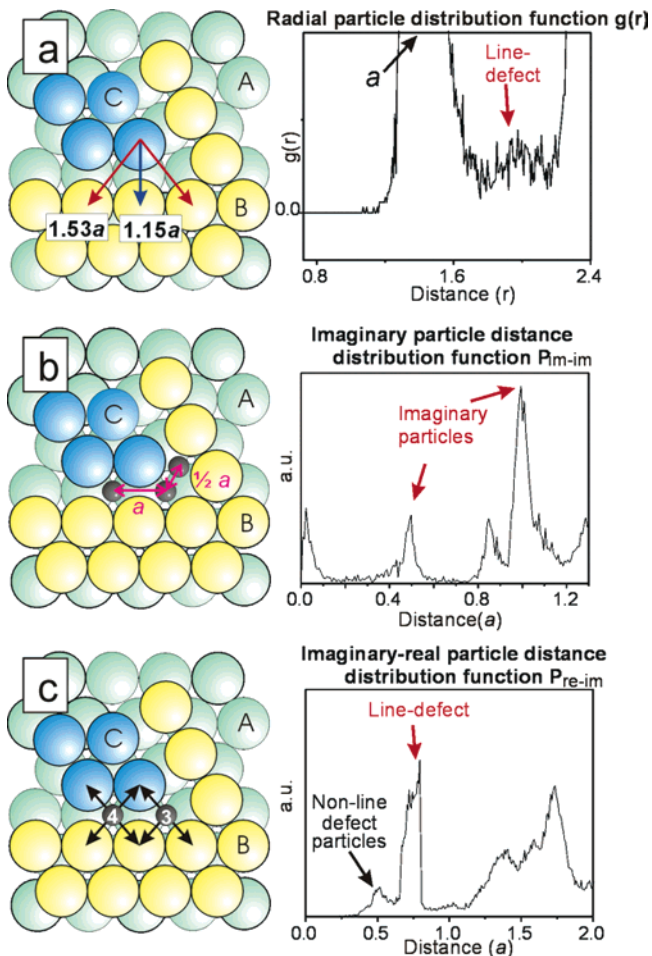 a
A
C
B
1.53a
1.15a
Radial particle distribution function g(r)
a
Line-
defect
g(r)
0.0
0.8
1.6
2.4
Distance (r)
b
A
C
½ a
a
B
Imaginary particle distance
distribution function PIm-im
Imaginary
particles
a.u.
0.0
0.4
0.8
1.2
Distance(a)
c
A
C
4
3
B
Imaginary-real particle distance
distribution function Pre-im
Line-defect
Non-line
defect
particles
a.u.
0.0
0.5
1.0
1.5
2.0
Distance (a)